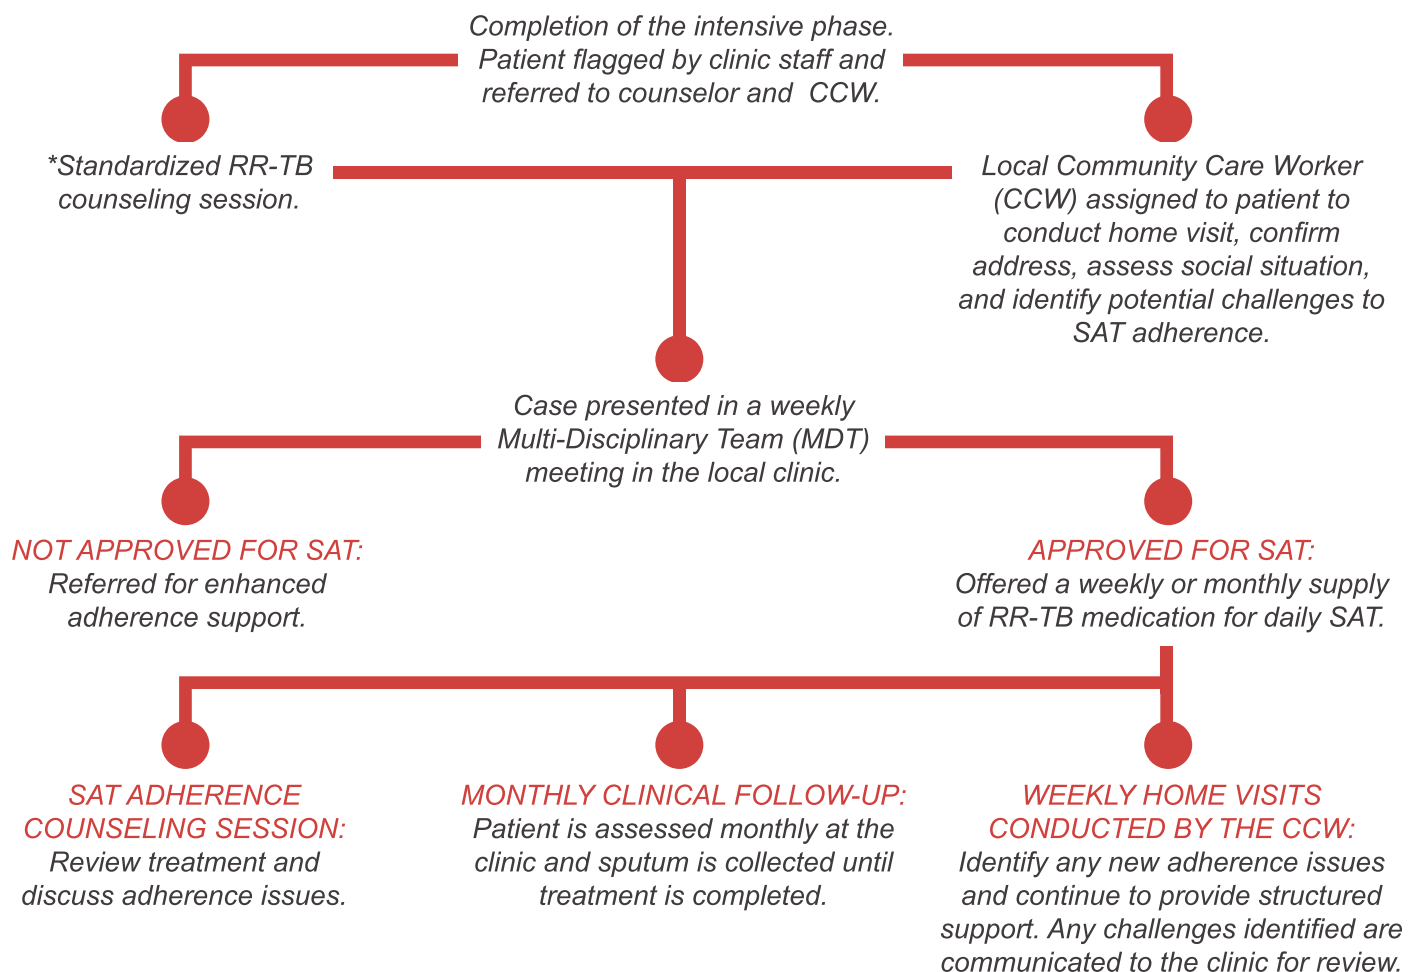 Completion of the intensive phase.
Patient flagged by clinic staff and
referred to counselor and CCW.
*Standardized RR-TB
counseling session.
Local Community Care Worker
(CCW) assigned to patient to
conduct home visit, confirm
address, assess social situation,
and identify potential challenges to
SAT adherence.
Case presented in a weekly
Multi-Disciplinary Team (MDT)
meeting in the local clinic.
NOT APPROVED FOR SAT:
Referred for enhanced
adherence support.
APPROVED FOR SAT:
Offered a weekly or monthly supply
of RR-TB medication for daily SAT.
SAT ADHERENCE
COUNSELING SESSION:
Review treatment and
discuss adherence issues.
MONTHLY CLINICAL FOLLOW-UP:
Patient is assessed monthly at the
clinic and sputum is collected until
treatment is completed.
WEEKLY HOME VISITS
CONDUCTED BY THE CCW:
Identify any new adherence issues
and continue to provide structured
support. Any challenges identified are
communicated to the clinic for review.